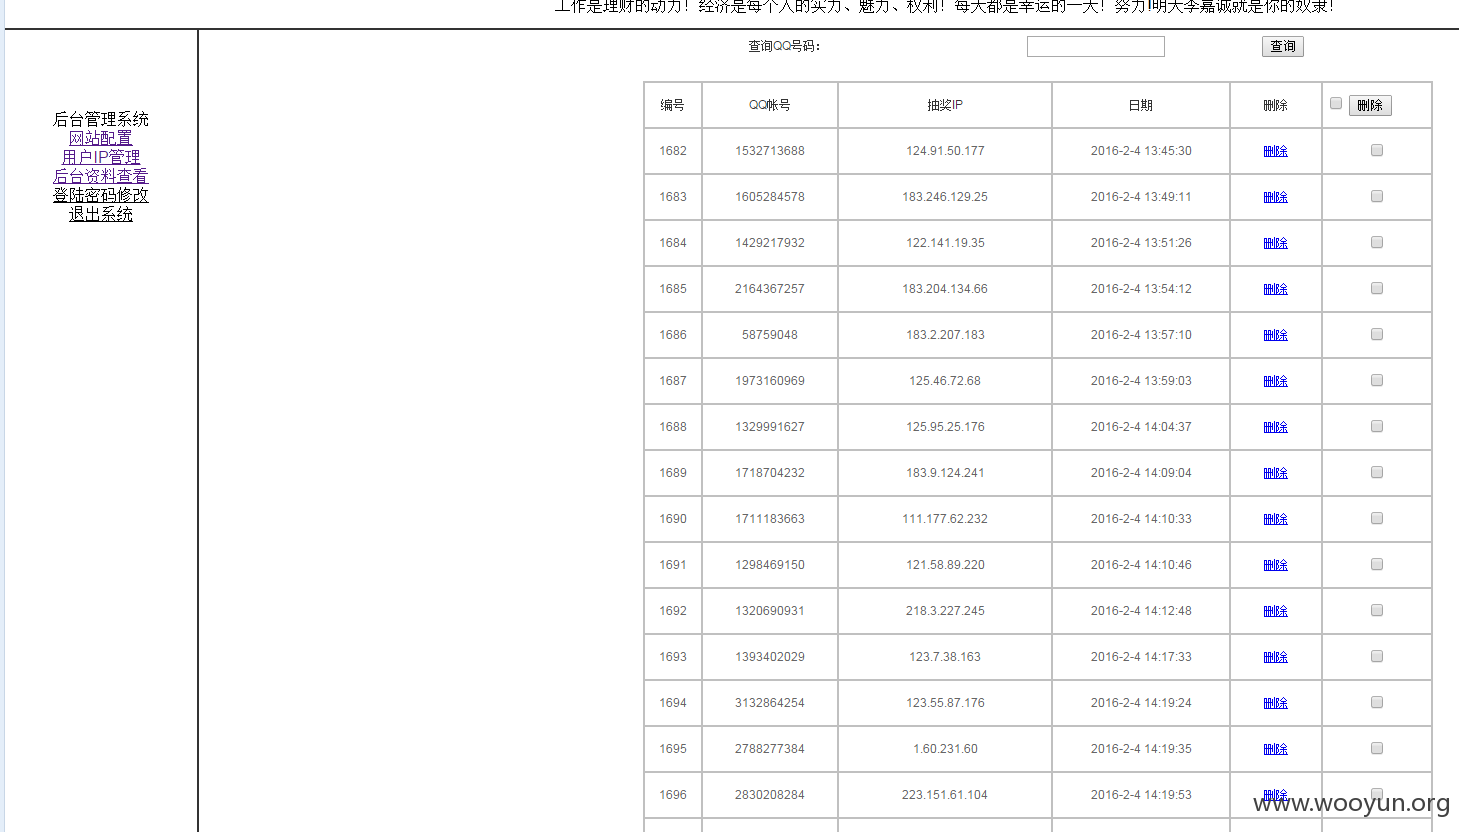 工作是理财的动力！经济是每个人的实力、魅力、权利！每天都是幸运的一天！努力!明天李嘉诚就是你的奴隶！
查询QQ号码： 查询
后台管理系统
网站配置
用户IP管理
后台资料查看
登陆密码修改
退出系统
编号 QQ帐号 抽奖IP 日期 删除 删除
1682 1532713688 124.91.50.177 2016-2-4 13:45:30 删除
1683 1605284578 183.246.129.25 2016-2-4 13:49:11 删除
1684 1429217932 122.141.19.35 2016-2-4 13:51:26 删除
1685 2164367257 183.204.134.66 2016-2-4 13:54:12 删除
1686 58759048 183.2.207.183 2016-2-4 13:57:10 删除
1687 1973160969 125.46.72.68 2016-2-4 13:59:03 删除
1688 1329991627 125.95.25.176 2016-2-4 14:04:37 删除
1689 1718704232 183.9.124.241 2016-2-4 14:09:04 删除
1690 1711183663 111.177.62.232 2016-2-4 14:10:33 删除
1691 1298469150 121.58.89.220 2016-2-4 14:10:46 删除
1692 1320690931 218.3.227.245 2016-2-4 14:12:48 删除
1693 1393402029 123.7.38.163 2016-2-4 14:17:33 删除
1694 3132864254 123.55.87.176 2016-2-4 14:19:24 删除
1695 2788277384 1.60.231.60 2016-2-4 14:19:35 删除
1696 2830208284 223.151.61.104 2016-2-4 14:19:53 删除
www.wooyun.org